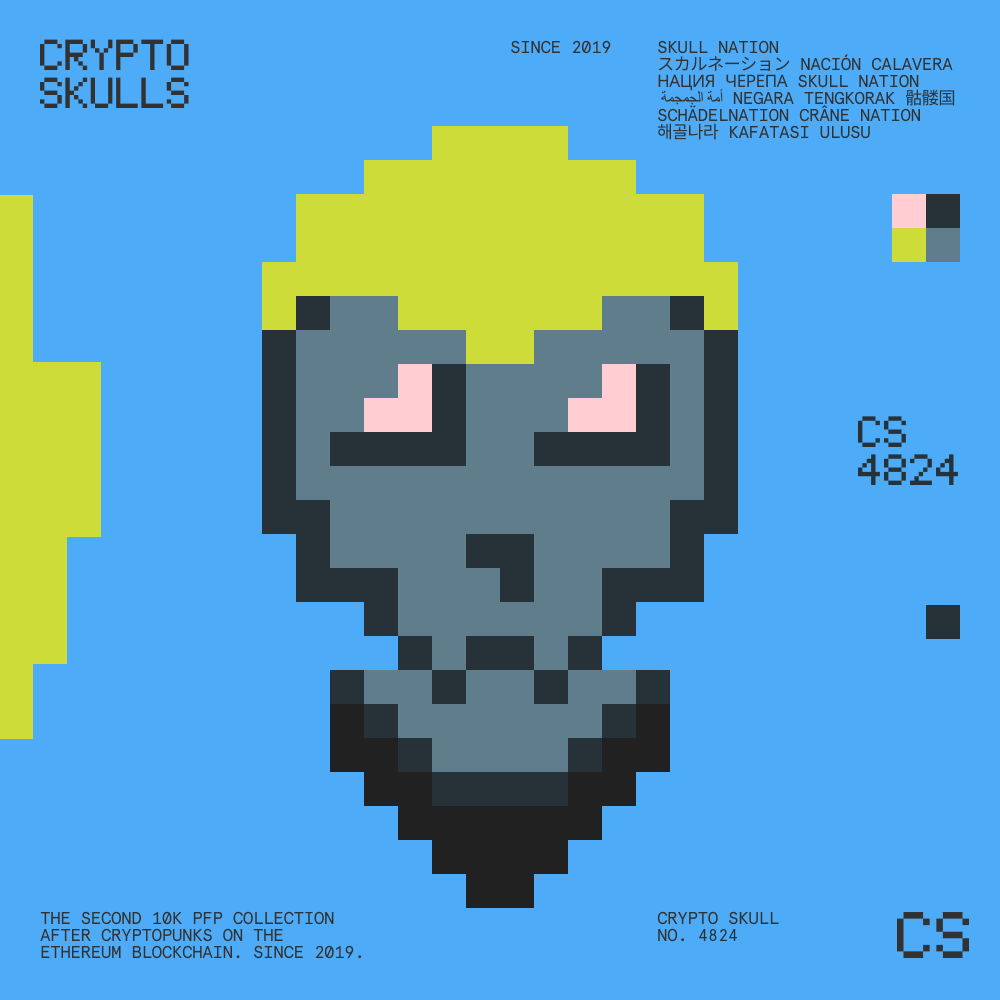 CRYPTO
SKULLS
SINCE 2019
SKULL NATION
スカルネーション NACIÓN CALAVERA
НАЦИЯ ЧЕРЕПА SKULL NATION
أمة الجمجمة NEGARA TENGKORAK 骷髅国
SCHÄDELNATION CRÂNE NATION
해골나라 KAFATASI ULUSU
CS
4824
THE SECOND 10K PFP COLLECTION
AFTER CRYPTOPUNKS ON THE
ETHEREUM BLOCKCHAIN. SINCE 2019.
CRYPTO SKULL
NO. 4824
CS